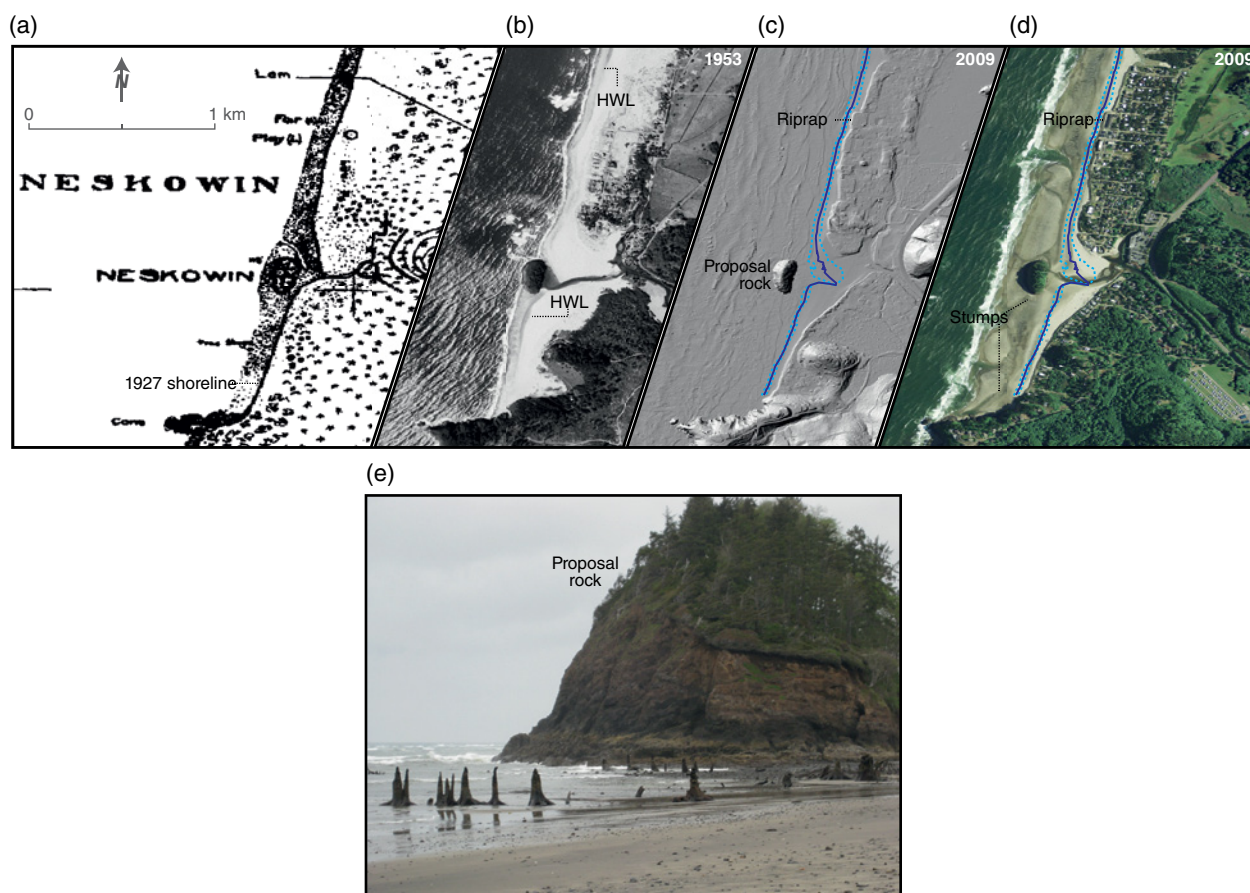 (a)
(b)
(c)
(d)
N
0
1 km
NESKOWIN
NESKOWIN
1927 shoreline
1953
HWL
HWL
2009
Riprap
Proposal
rock
2009
Riprap
Stumps
(e)
Proposal
rock